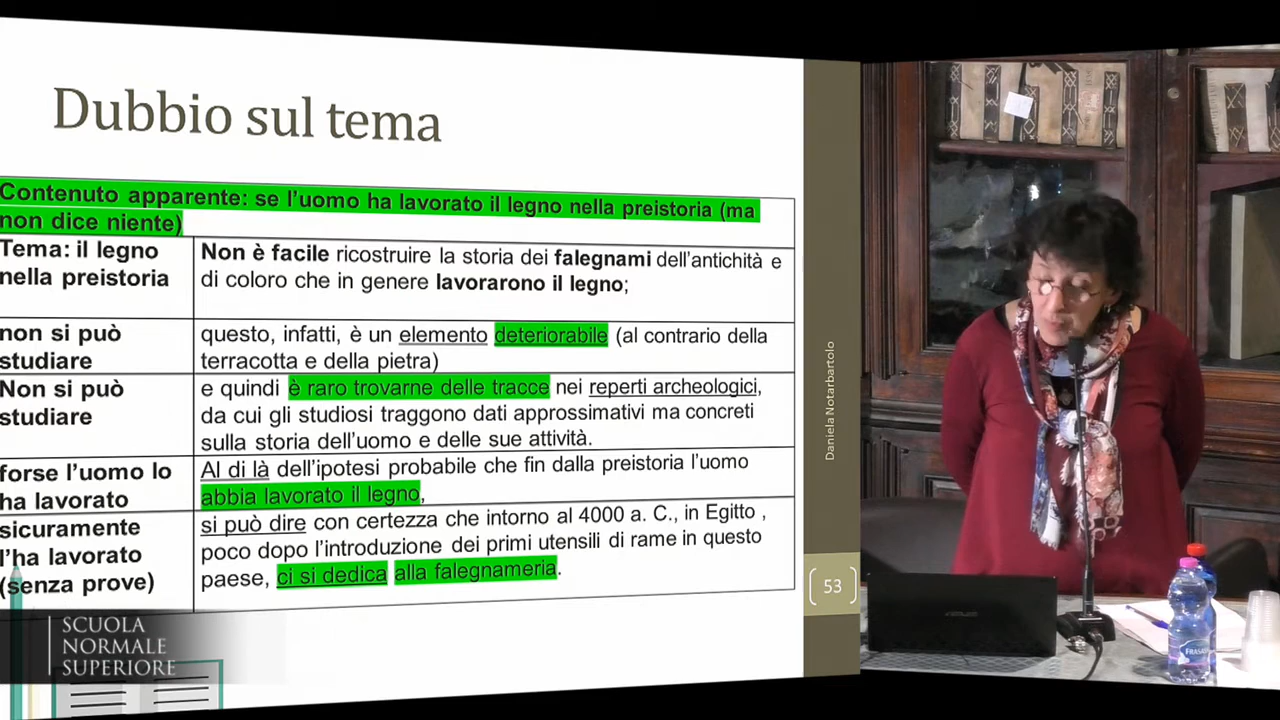 Dubbio sul tema
Contenuto apparente: se l'uomo ha lavorato il legno nella preistoria (ma
non dice niente)
Tema: il legno
nella preistoria
Non è facile ricostruire la storia dei falegnami dell'antichità e
di coloro che in genere lavorarono il legno;
non si può
studiare
questo, infatti, è un elemento deteriorabile (al contrario della
terracotta e della pietra)
Non si può
studiare
e quindi è raro trovarne delle tracce nei reperti archeologici,
da cui gli studiosi traggono dati approssimativi ma concreti
sulla storia dell'uomo e delle sue attività.
forse l'uomo lo
ha lavorato
Al di là dell'ipotesi probabile che fin dalla preistoria l'uomo
abbia lavorato il legno,
sicuramente
l'ha lavorato
(senza prove)
si può dire con certezza che intorno al 4000 a. C., in Egitto ,
poco dopo l'introduzione dei primi utensili di rame in questo
paese, ci si dedica alla falegnameria.
Daniela Notarbartolo
53
SCUOLA
NORMALE
SUPERIORE
ASUS